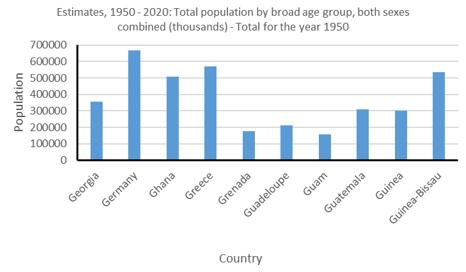 Estimates, 1950 - 2020: Total population by broad age group, both sexes
combined (thousands) - Total for the year 1950
Population
700000
600000
500000
400000
300000
200000
100000
0
Georgia
Germany
Ghana
Greece
Grenada
Guadeloupe
Guam
Guatemala
Guinea
Guinea-Bissau
Country